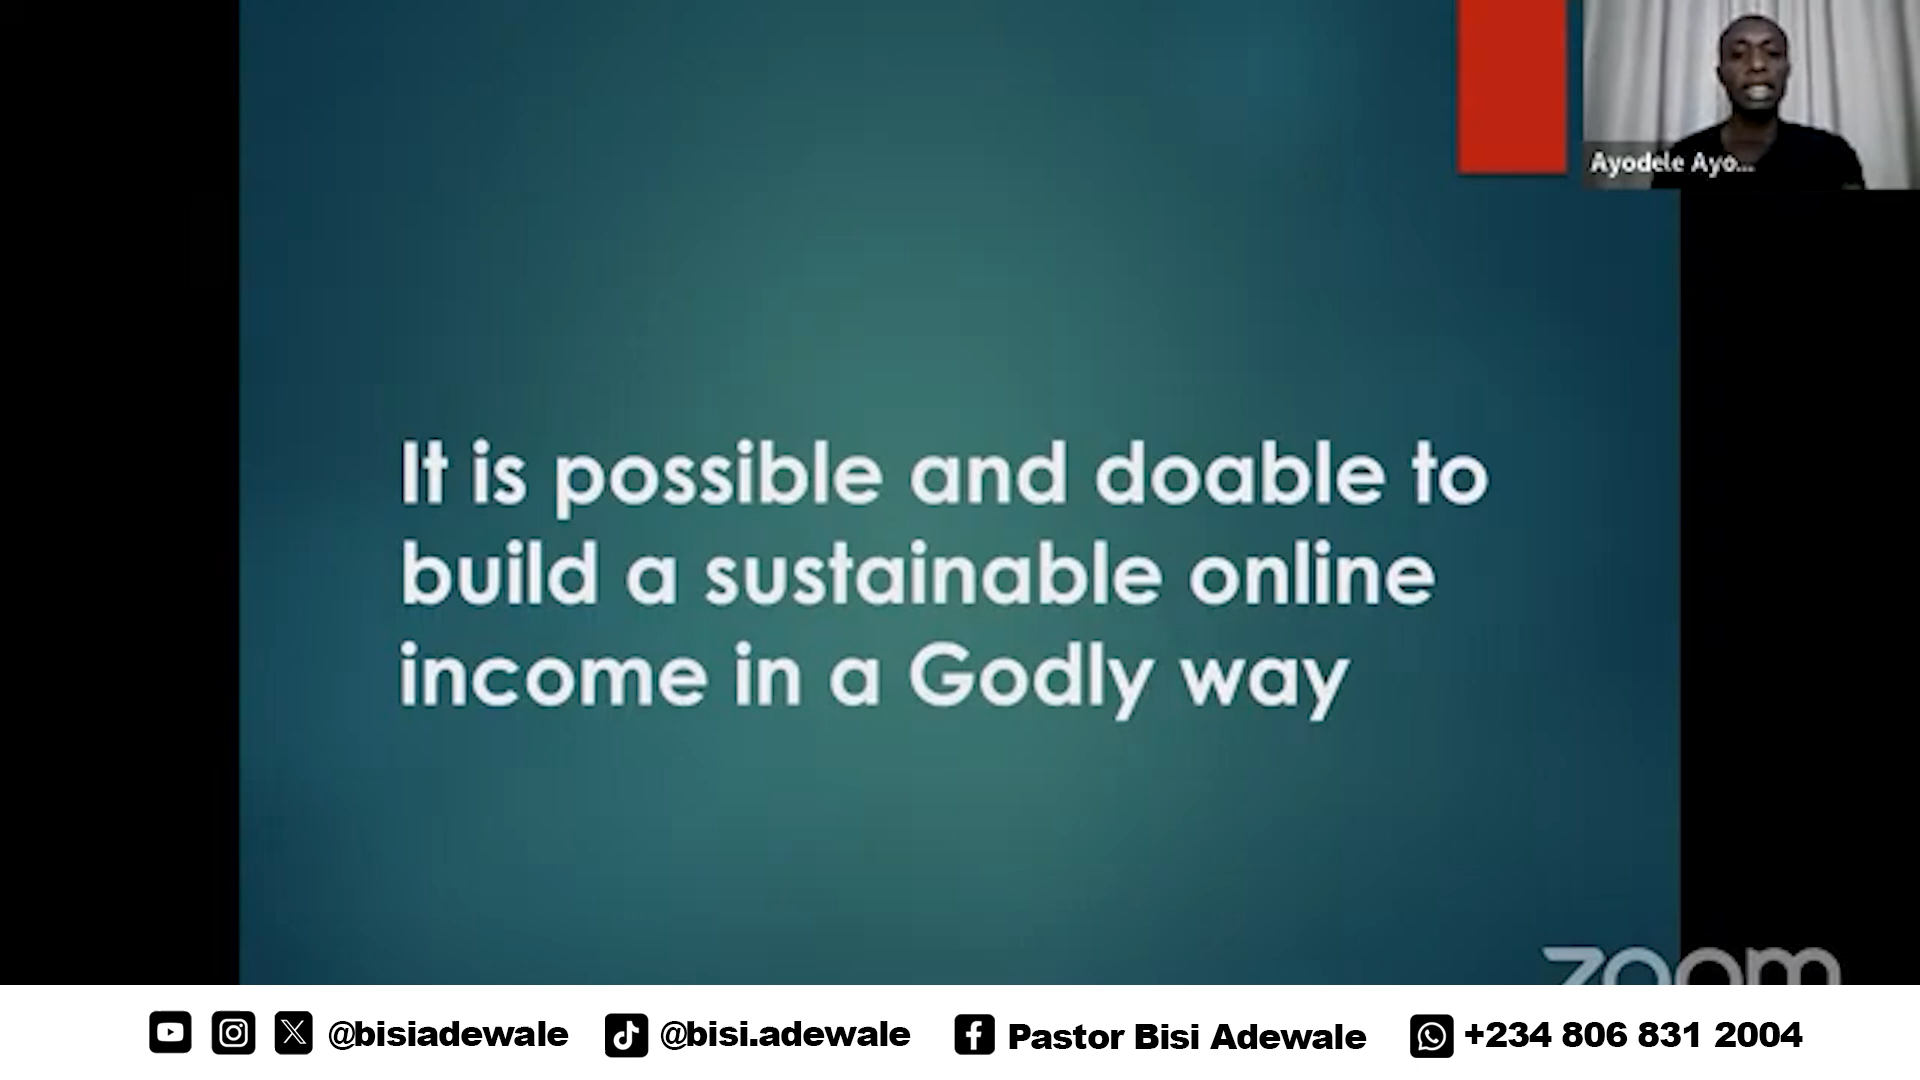 Ayodele Ayo...
It is possible and doable to
build a sustainable online
income in a Godly way
zoom
@bisiadewale
@bisi.adewale
Pastor Bisi Adewale
+234 806 831 2004